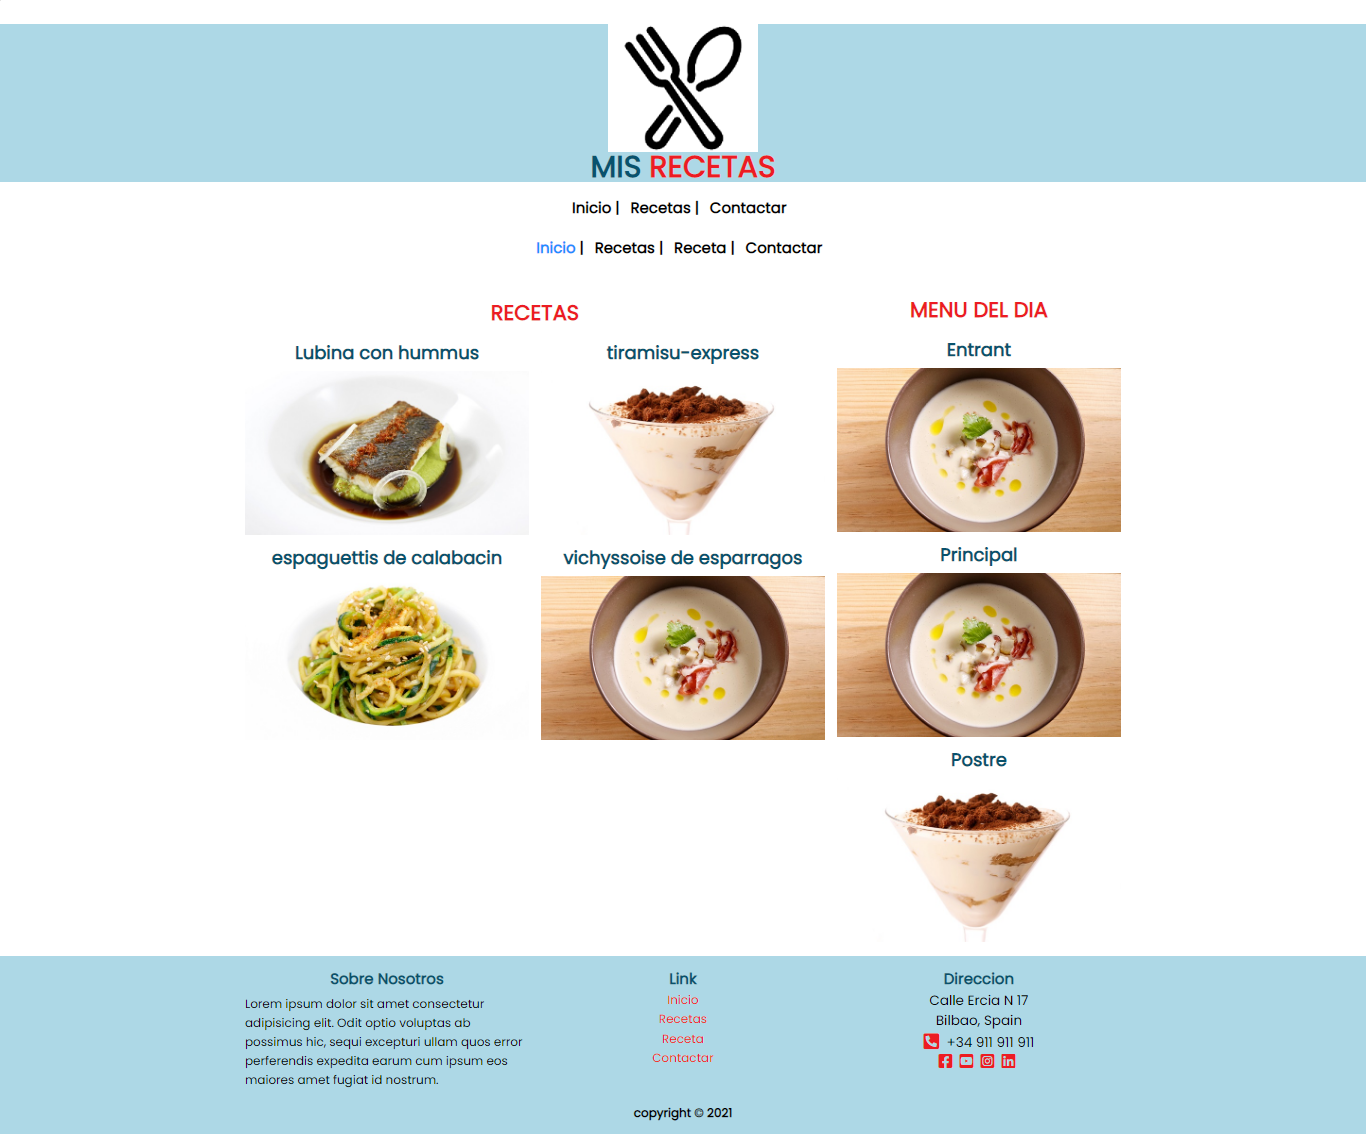 MIS RECETAS
Inicio | Recetas | Contactar
Inicio | Recetas | Receta | Contactar
RECETAS
Lubina con hummus
tiramisu-express
espaguettis de calabacin
vichyssoise de esparragos
MENU DEL DIA
Entrant
Principal
Postre
Sobre Nosotros
Lorem ipsum dolor sit amet consectetur
adipisicing elit. Odit optio voluptas ab
possimus hic, sequi excepturi ullam quos error
perferendis expedita earum cum ipsum eos
maiores amet fugiat id nostrum.
Link
Inicio
Recetas
Receta
Contactar
Direccion
Calle Ercia N 17
Bilbao, Spain
+34 911 911 911
copyright © 2021